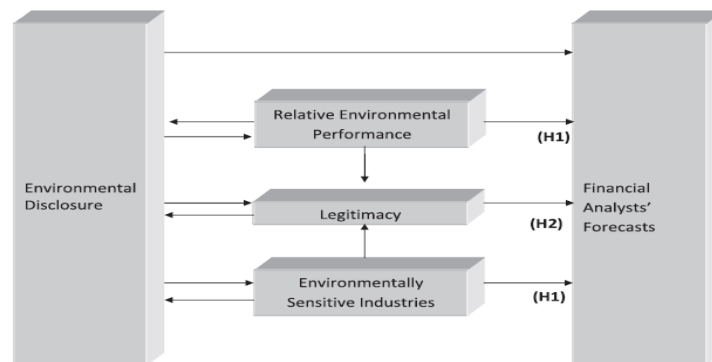 Relative Environmental
Performance
(H1)
Environmental
Disclosure
Legitimacy
(H2)
Financial
Analysts’
Forecasts
Environmentally
Sensitive Industries
(H1)